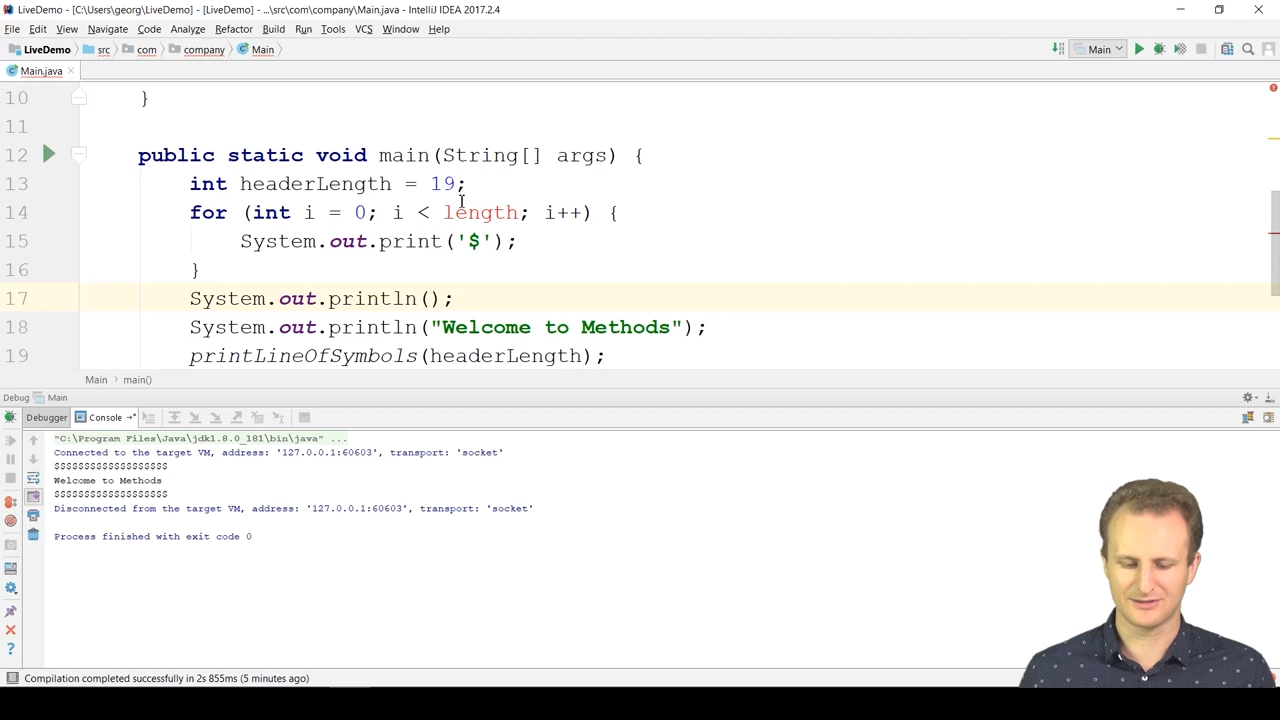 LiveDemo - [C:\Users\georg\LiveDemo] - [LiveDemo] - ...\src\com\company\Main.java - IntelliJ IDEA 2017.2.4
File Edit View Navigate Code Analyze Refactor Build Run Tools VCS Window Help
LiveDemo src com company Main Main
Main.java
10 }
11
12 public static void main(String[] args) {
13 int headerLength = 19;
14 for (int i = 0; i < length; i++) {
15 System.out.print('$');
16 }
17 System.out.println();
18 System.out.println("Welcome to Methods");
19 printLineOfSymbols(headerLength);
Main main()
Debug Main
Debugger Console
"C:\Program Files\Java\jdk1.8.0_181\bin\java" ...
Connected to the target VM, address: '127.0.0.1:60603', transport: 'socket'
$$$$$$$$$$$$$$$$$$$
Welcome to Methods
$$$$$$$$$$$$$$$$$$$
Disconnected from the target VM, address: '127.0.0.1:60603', transport: 'socket'
Process finished with exit code 0
Compilation completed successfully in 2s 855ms (5 minutes ago)